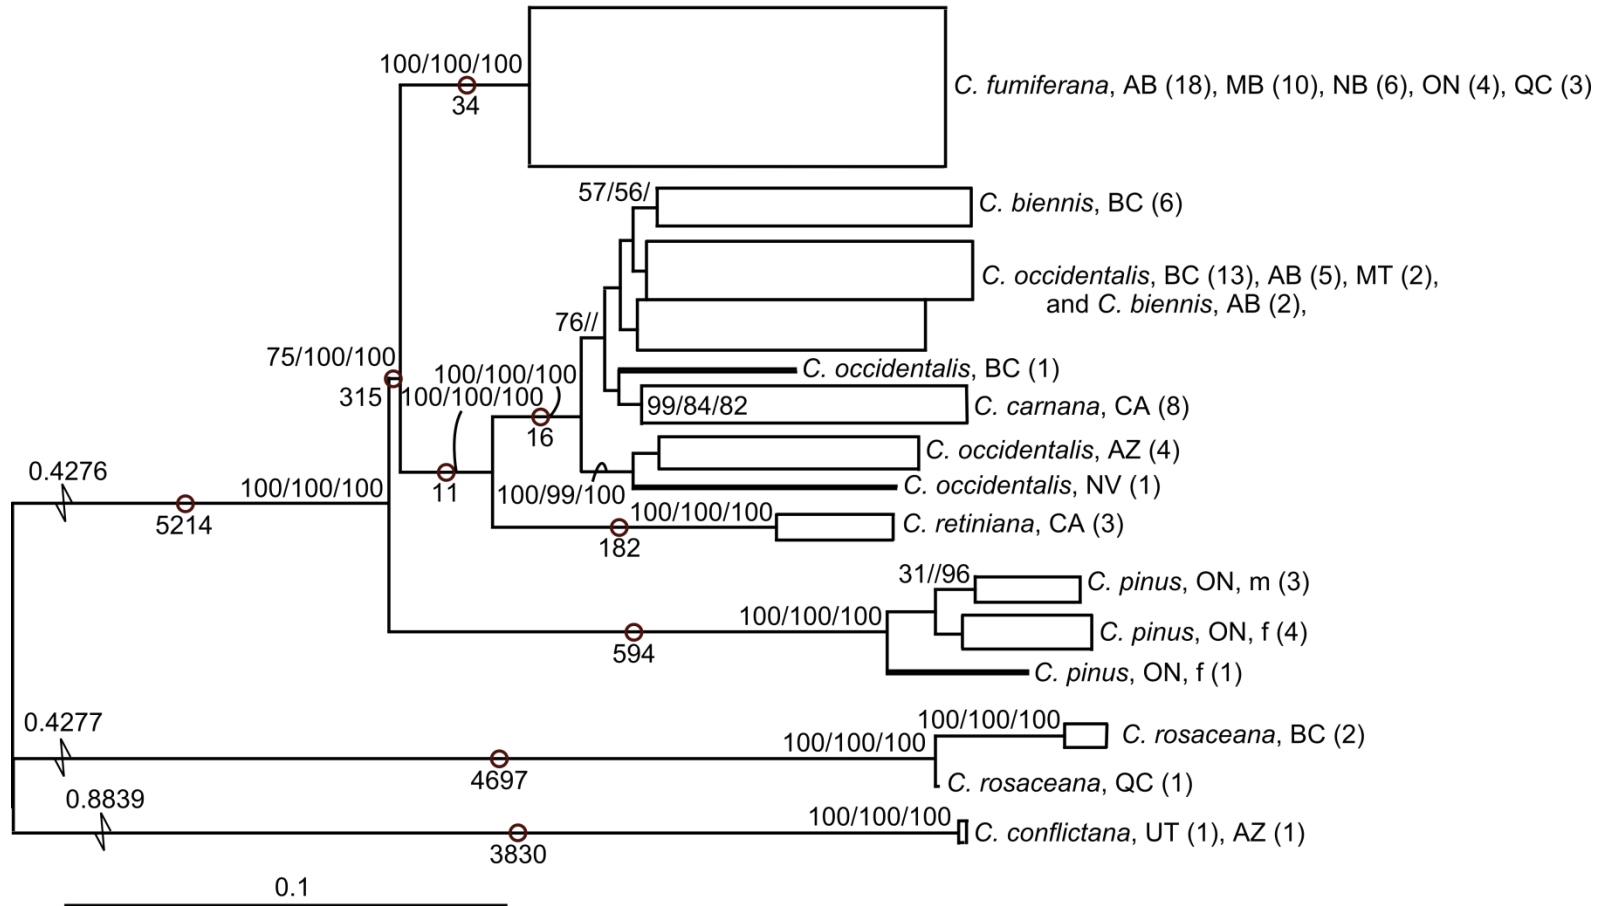 100/100/100
34
C. fumiferana, AB (18), MB (10), NB (6), ON (4), QC (3)
57/56/
C. biennis, BC (6)
C. occidentalis, BC (13), AB (5), MT (2),
and C. biennis, AB (2),
76//
C. occidentalis, BC (1)
75/100/100
315
100/100/100
100/100/100
99/84/82
C. carnana, CA (8)
16
C. occidentalis, AZ (4)
0.4276
100/100/100
11
100/99/100
C. occidentalis, NV (1)
5214
100/100/100
C. retiniana, CA (3)
182
31//96
C. pinus, ON, m (3)
100/100/100
C. pinus, ON, f (4)
594
C. pinus, ON, f (1)
0.4277
100/100/100
100/100/100
C. rosaceana, BC (2)
4697
C. rosaceana, QC (1)
0.8839
100/100/100
C. conflictana, UT (1), AZ (1)
3830
0.1